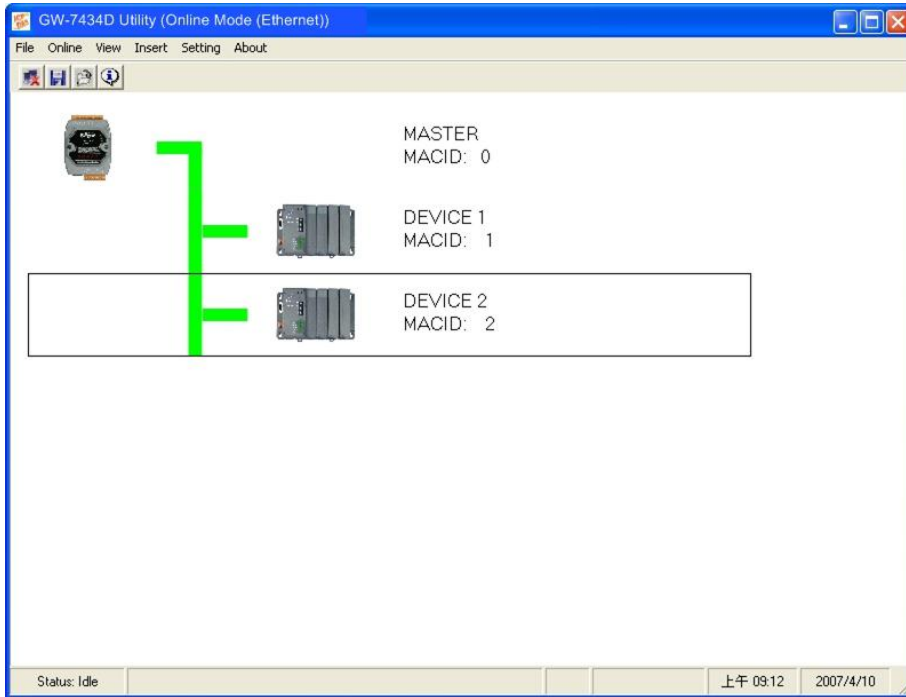 GW-7434D Utility (Online Mode (Ethernet))
File Online View Insert Setting About
MASTER
MACID: 0
DEVICE 1
MACID: 1
DEVICE 2
MACID: 2
Status: Idle
上午 09:12
2007/4/10